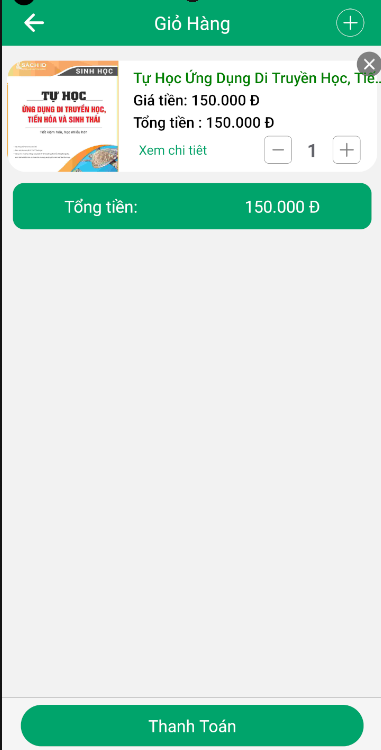 Giỏ Hàng
SINH HỌC
TỰ HỌC
ỨNG DỤNG DI TRUYỀN HỌC,
TIẾN HÓA VÀ SINH THÁI
Tự Học Ứng Dụng Di Truyền Học, Tiế...
Giá tiền: 150.000 Đ
Tổng tiền : 150.000 Đ
Xem chi tiêt
1
Tổng tiền:
150.000 Đ
Thanh Toán